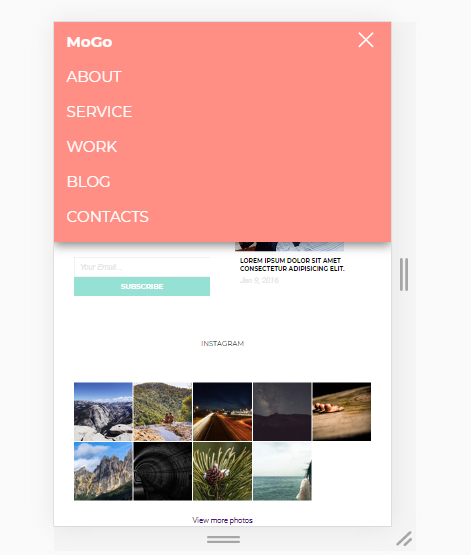 MoGo
ABOUT
SERVICE
WORK
BLOG
CONTACTS
Your Email...
SUBSCRIBE
LOREM IPSUM DOLOR SIT AMET
CONSECTETUR ADIPISICING ELIT.
Jan 9, 2016
INSTAGRAM
View more photos